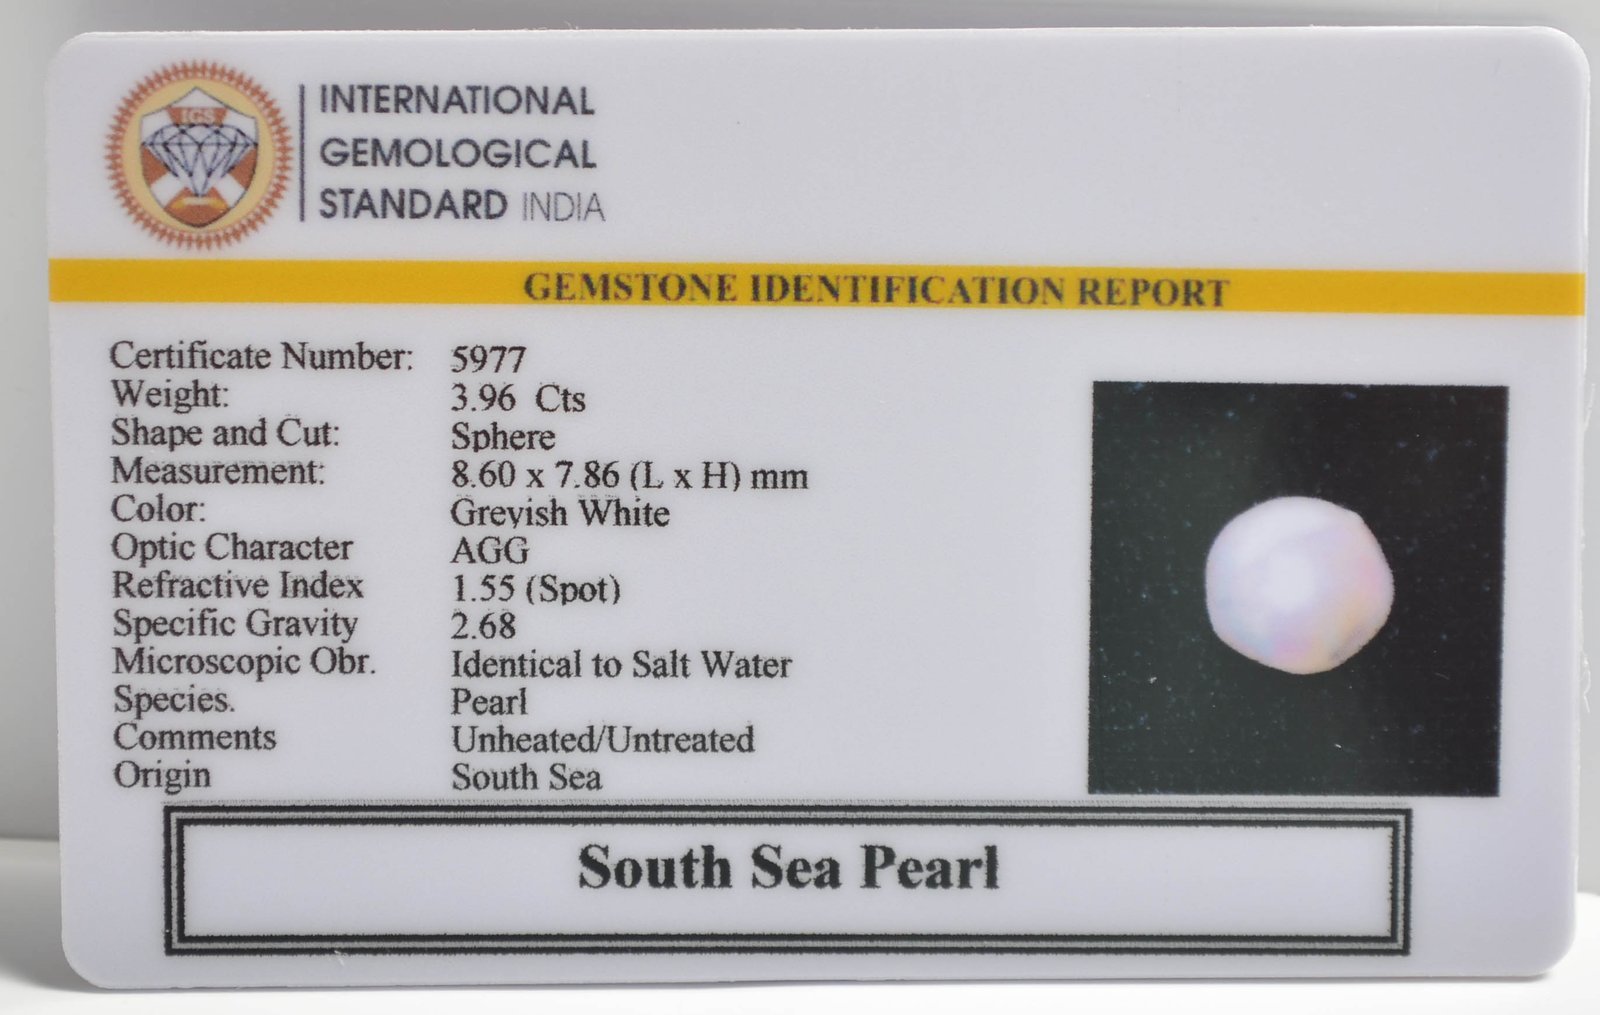 IGS
INTERNATIONAL
GEMOLOGICAL
STANDARD INDIA
GEMSTONE IDENTIFICATION REPORT
Certificate Number: 5977
Weight: 3.96 Cts
Shape and Cut: Sphere
Measurement: 8.60 x 7.86 (L x H) mm
Color: Greyish White
Optic Character AGG
Refractive Index 1.55 (Spot)
Specific Gravity 2.68
Microscopic Obr. Identical to Salt Water
Species. Pearl
Comments Unheated/Untreated
Origin South Sea
South Sea Pearl